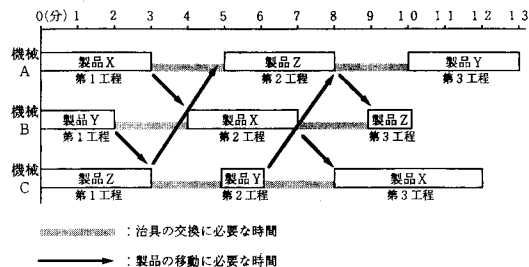 0(分) 1 2 3 4 5 6 7 8 9 10 11 12 13
機械A 製品X 製品Z 製品Y
第1工程 第2工程 第3工程
機械B 製品Y 製品X 製品Z
第1工程 第2工程 第3工程
機械C 製品Z 製品Y 製品X
第1工程 第2工程 第3工程
:治具の交換に必要な時間
:製品の移動に必要な時間